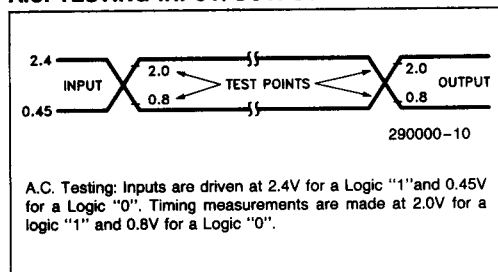 2.4
2.0
2.0
INPUT
TEST POINTS
OUTPUT
0.8
0.8
0.45
290000-10
A.C. Testing: Inputs are driven at 2.4V for a Logic "1"and 0.45V
for a Logic "0". Timing measurements are made at 2.0V for a
logic "1" and 0.8V for a Logic "0".